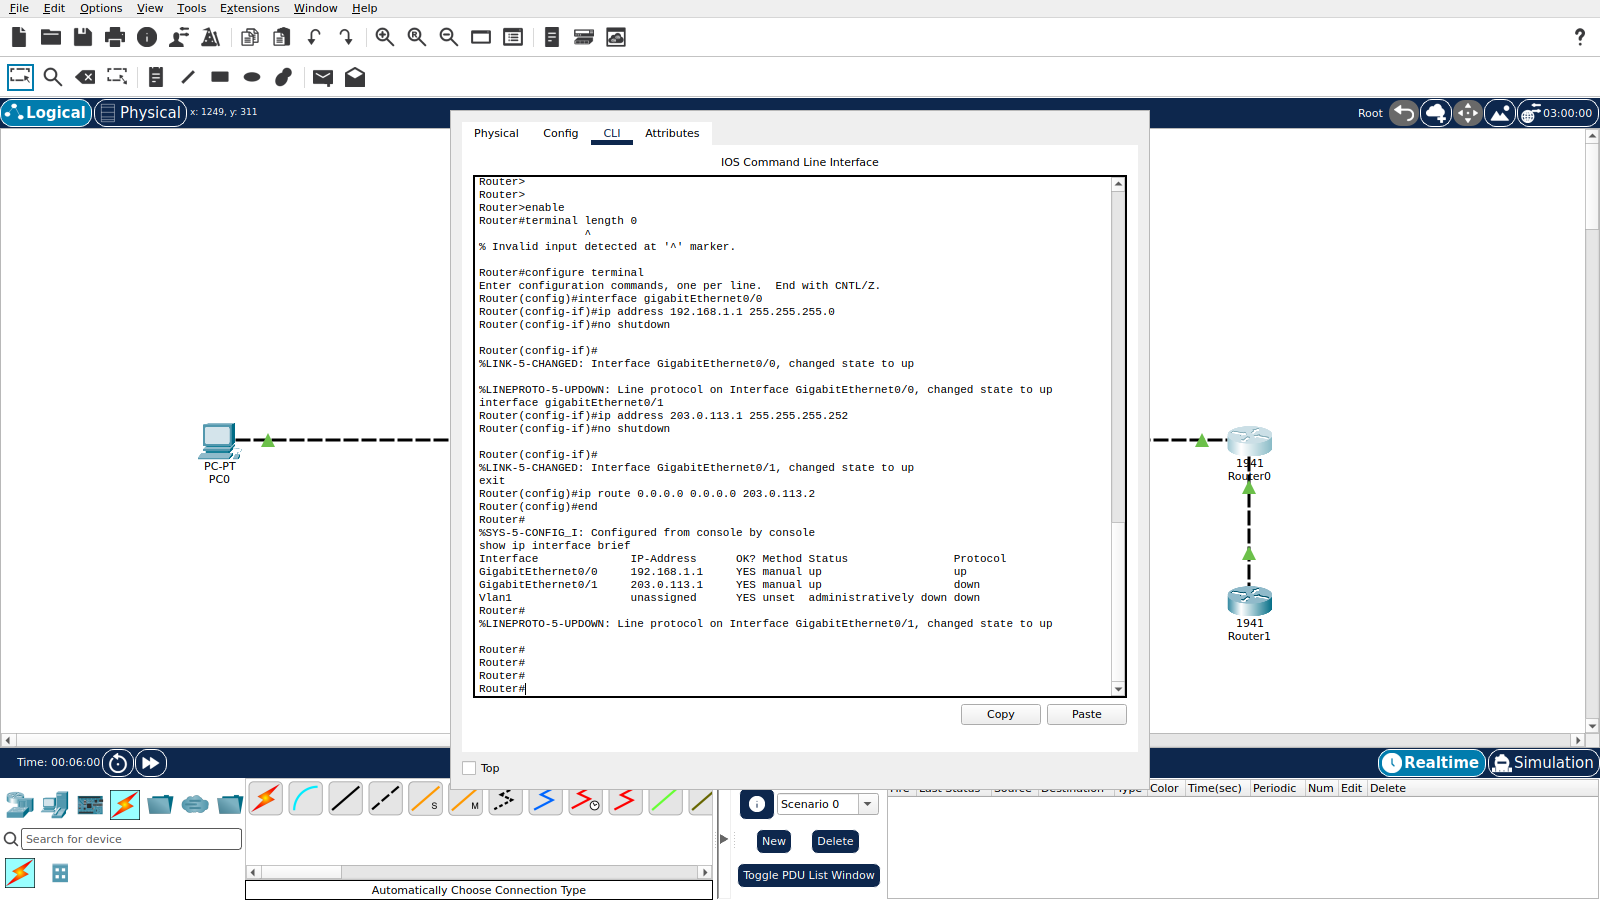 File Edit Options View Tools Extensions Window Help
?
Logical Physical x: 1249, y: 311 Root 03:00:00
Physical Config CLI Attributes
IOS Command Line Interface
Router>
Router>
Router>enable
Router#terminal length 0
^
% Invalid input detected at '^' marker.
Router#configure terminal
Enter configuration commands, one per line. End with CNTL/Z.
Router(config)#interface gigabitEthernet0/0
Router(config-if)#ip address 192.168.1.1 255.255.255.0
Router(config-if)#no shutdown
Router(config-if)#
%LINK-5-CHANGED: Interface GigabitEthernet0/0, changed state to up
%LINEPROTO-5-UPDOWN: Line protocol on Interface GigabitEthernet0/0, changed state to up
interface gigabitEthernet0/1
Router(config-if)#ip address 203.0.113.1 255.255.255.252
Router(config-if)#no shutdown
Router(config-if)#
%LINK-5-CHANGED: Interface GigabitEthernet0/1, changed state to up
exit
Router(config)#ip route 0.0.0.0 0.0.0.0 203.0.113.2
Router(config)#end
Router#
%SYS-5-CONFIG_I: Configured from console by console
show ip interface brief
Interface IP-Address OK? Method Status Protocol
GigabitEthernet0/0 192.168.1.1 YES manual up up
GigabitEthernet0/1 203.0.113.1 YES manual up down
Vlan1 unassigned YES unset administratively down down
Router#
%LINEPROTO-5-UPDOWN: Line protocol on Interface GigabitEthernet0/1, changed state to up
Router#
Router#
Router#
Router#
Copy Paste
Top
PC-PT
PC0
1941
Router0
1941
Router1
Time: 00:06:00 Realtime Simulation
S M
Search for device
Automatically Choose Connection Type
Scenario 0
New Delete
Toggle PDU List Window
Fire Last Status Source Destination Type Color Time(sec) Periodic Num Edit Delete